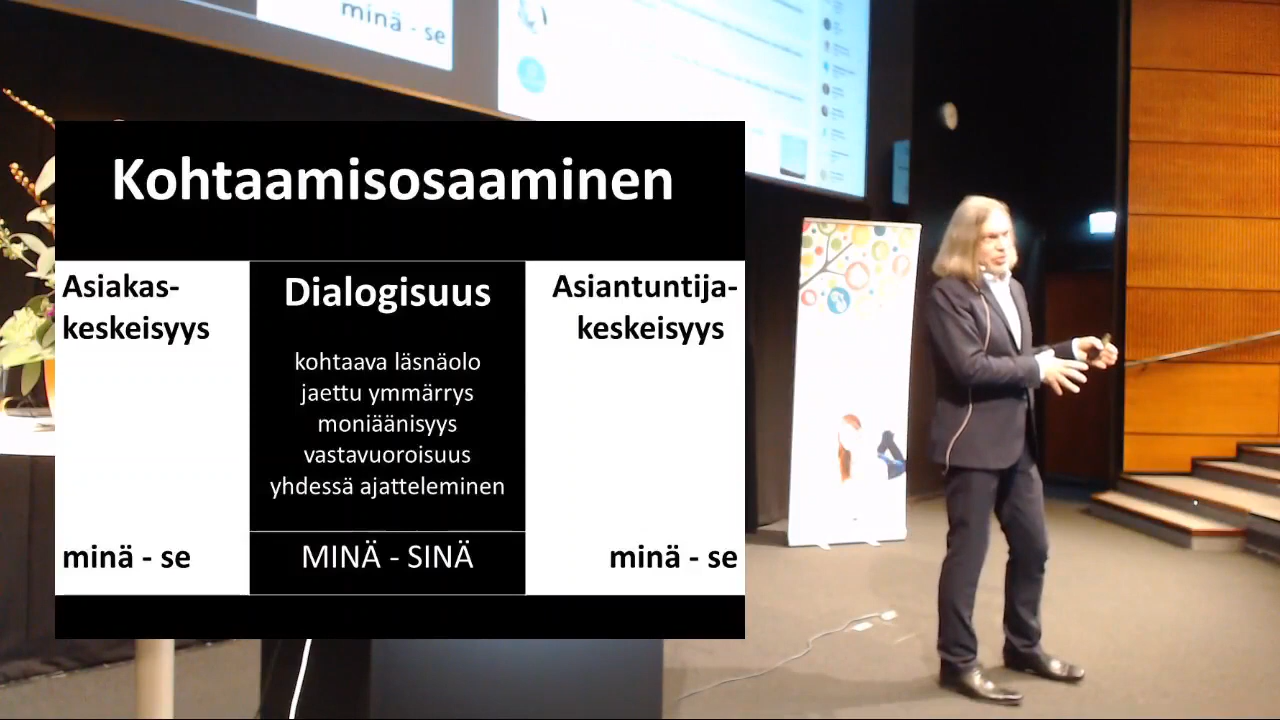 minä - se
Kohtaamisosaaminen
Asiakas-
keskeisyys
Dialogisuus
Asiantuntija-
keskeisyys
kohtaava läsnäolo
jaettu ymmärrys
moniäänisyys
vastavuoroisuus
yhdessä ajatteleminen
minä - se
MINÄ - SINÄ
minä - se